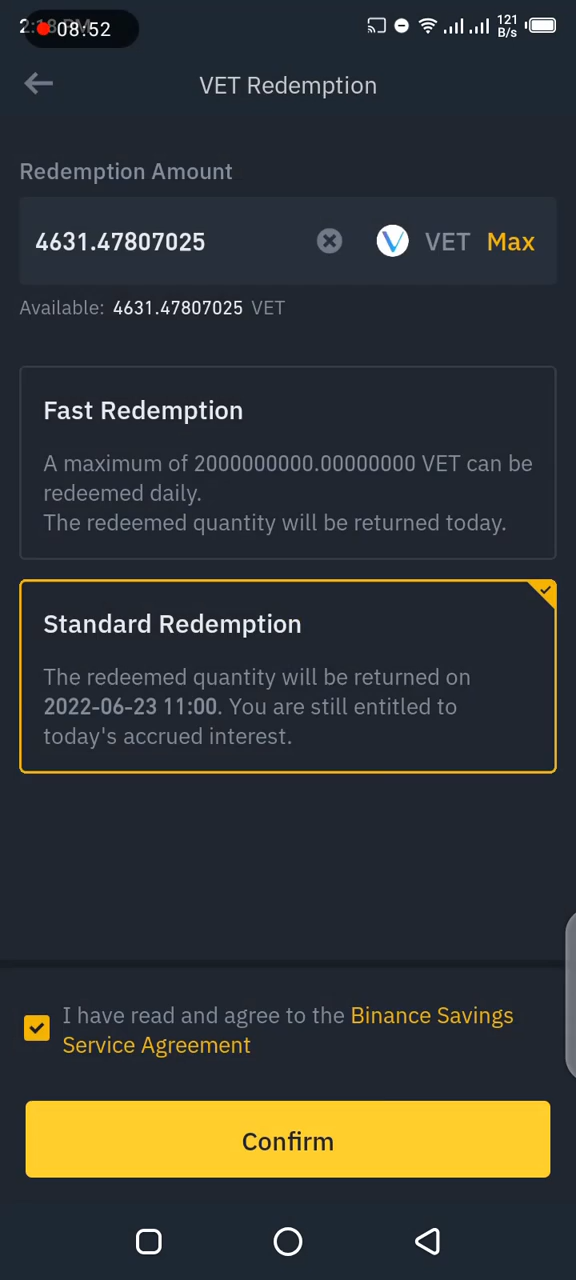 08:52
121
B/s
VET Redemption
Redemption Amount
4631.47807025 VET Max
Available: 4631.47807025 VET
Fast Redemption
A maximum of 2000000000.00000000 VET can be
redeemed daily.
The redeemed quantity will be returned today.
Standard Redemption
The redeemed quantity will be returned on
2022-06-23 11:00. You are still entitled to
today's accrued interest.
I have read and agree to the Binance Savings
Service Agreement
Confirm